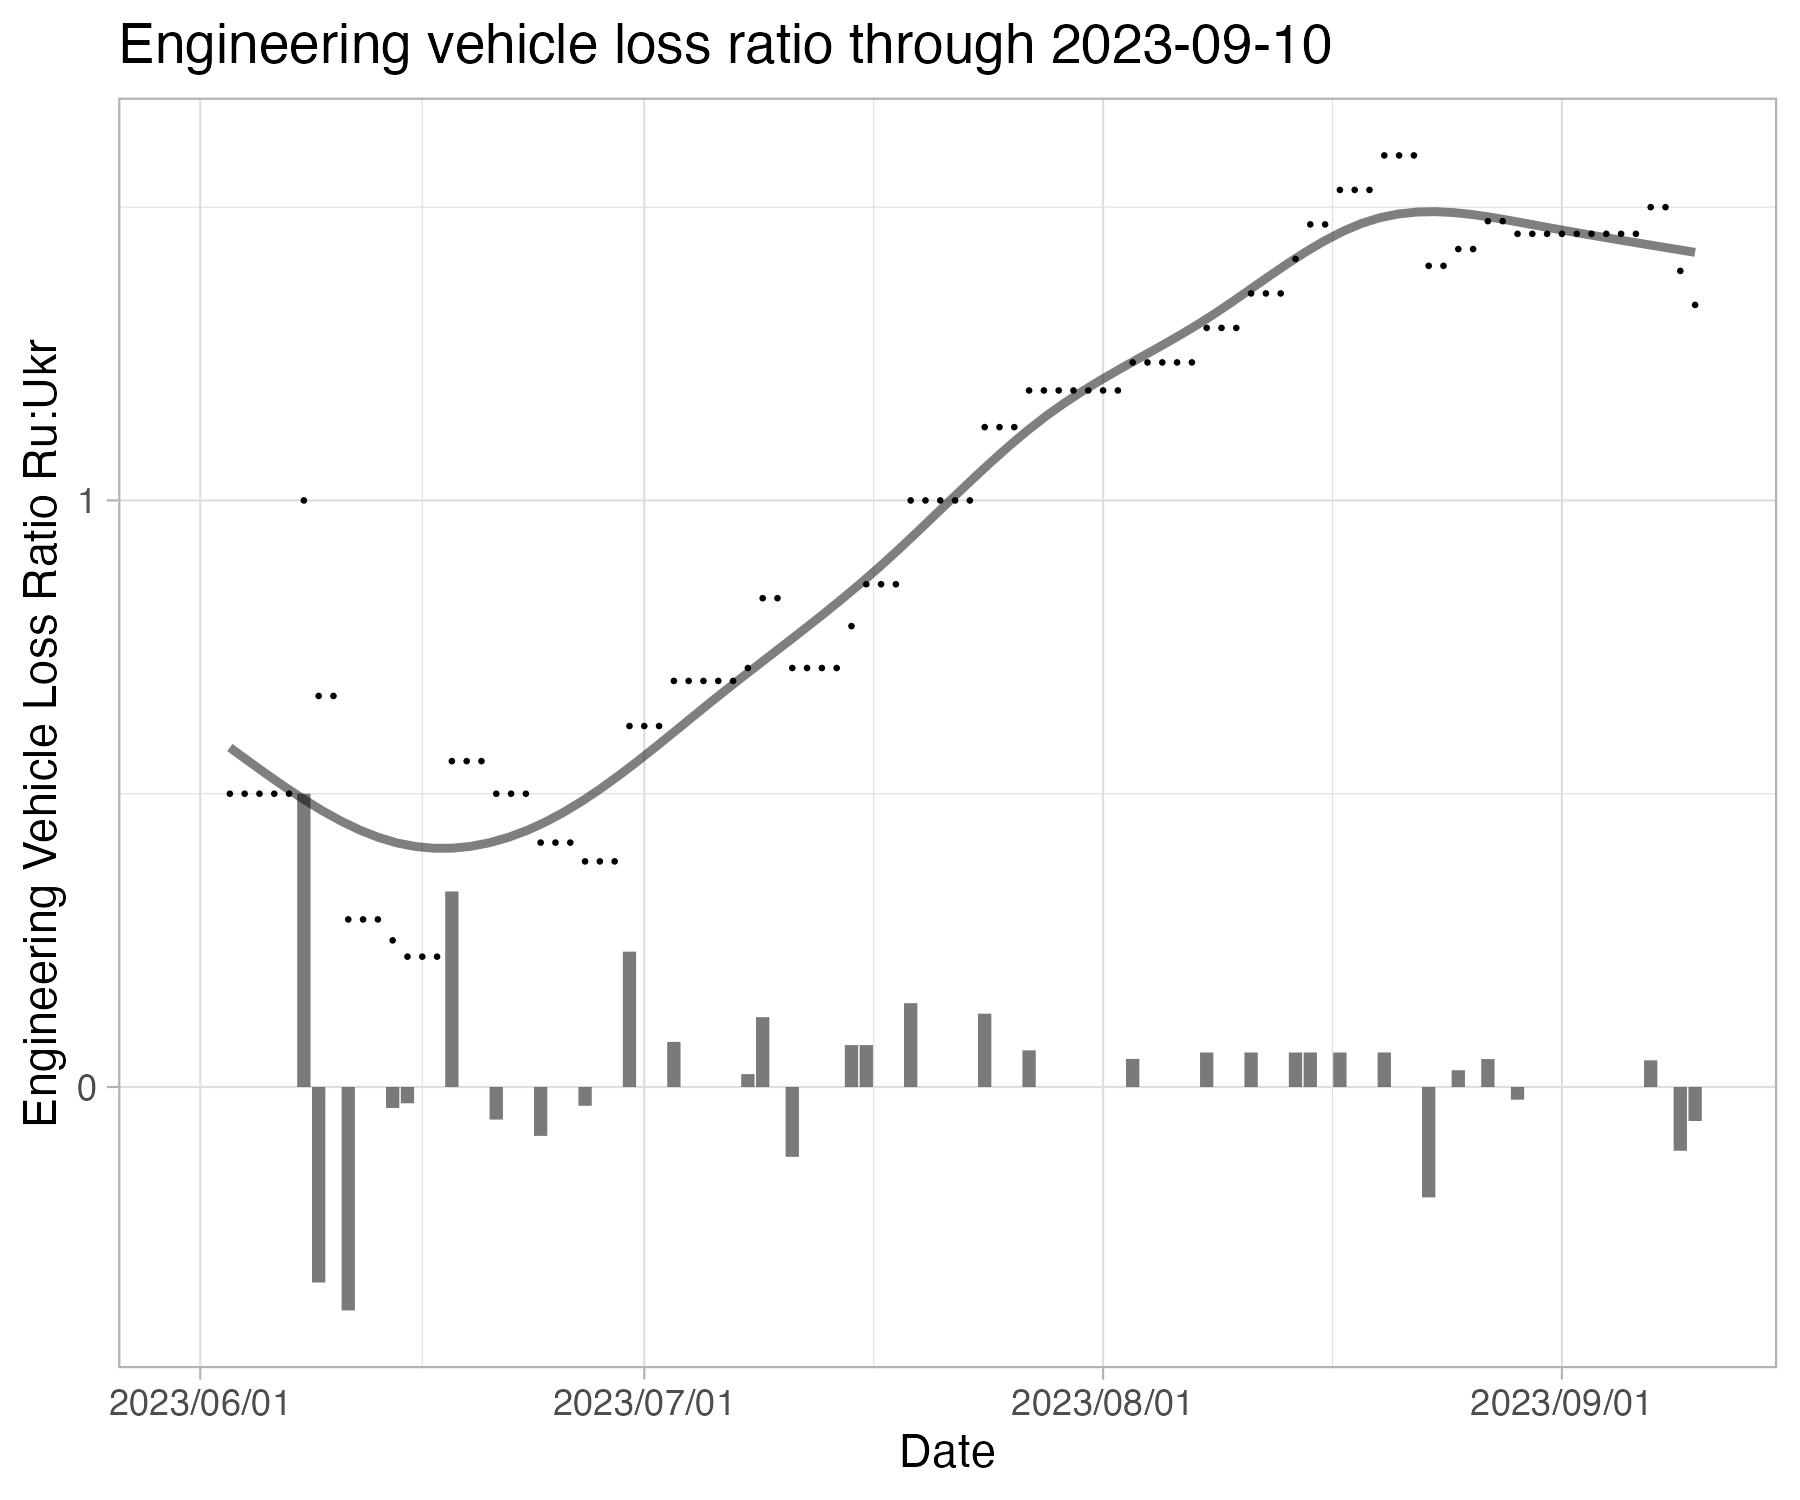 Engineering vehicle loss ratio through 2023-09-10
Engineering Vehicle Loss Ratio Ru:Ukr
1
0
2023/06/01
2023/07/01
2023/08/01
2023/09/01
Date